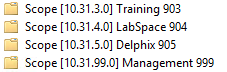 Scope [10.31.3.0] Training 903
Scope [10.31.4.0] LabSpace 904
Scope [10.31.5.0] Delphix 905
Scope [10.31.99.0] Management 999